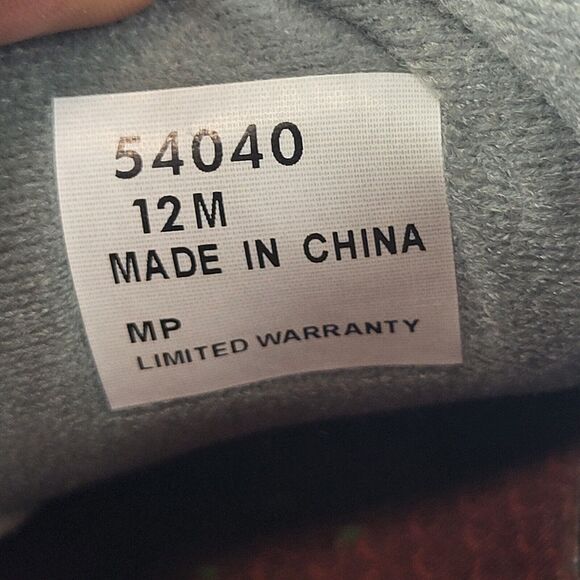 54040
12M
MADE IN CHINA
MP
LIMITED WARRANTY